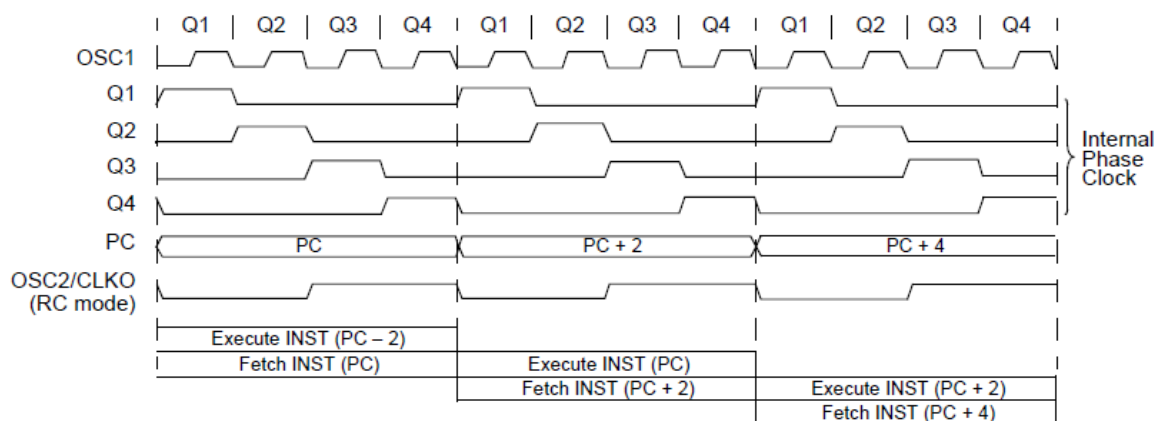 Q1 Q2 Q3 Q4 Q1 Q2 Q3 Q4 Q1 Q2 Q3 Q4
OSC1
Q1
Q2
Q3
Q4
Internal
Phase
Clock
PC PC PC + 2 PC + 4
OSC2/CLKO
(RC mode)
Execute INST (PC – 2)
Fetch INST (PC) Execute INST (PC)
Fetch INST (PC + 2) Execute INST (PC + 2)
Fetch INST (PC + 4)